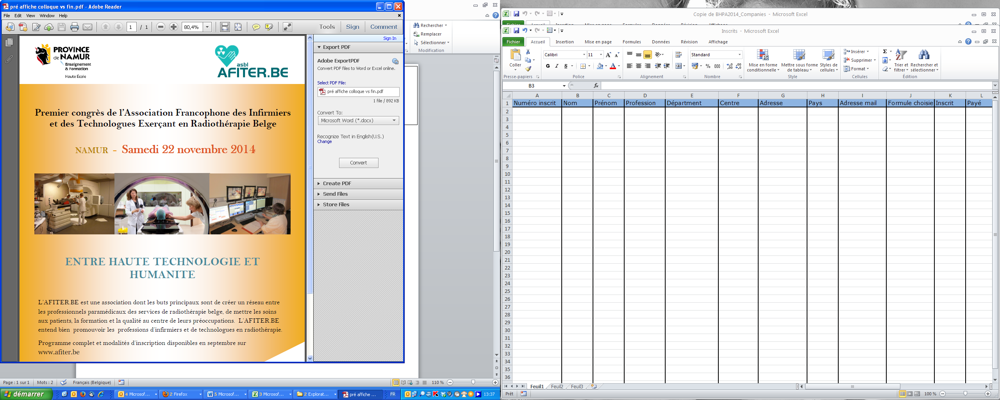 pré affiche colloque vs fin.pdf - Adobe Reader
File Edit View Window Help
1 / 1 80,4% Tools Sign Comment
Sign In
PROVINCE
de NAMUR
Enseignement
& Formation
Haute École
asbl
AFITER.BE
Premier congrès de l'Association Francophone des Infirmiers
et des Technologues Exerçant en Radiothérapie Belge
NAMUR - Samedi 22 novembre 2014
ENTRE HAUTE TECHNOLOGIE ET
HUMANITE
L'AFITER.BE est une association dont les buts principaux sont de créer un réseau entre
les professionnels paramédicaux des services de radiothérapie belge, de mettre les soins
aux patients, la formation et la qualité au centre de leurs préoccupations. L'AFITER.BE
entend bien promouvoir les professions d'infirmiers et de technologues en radiothérapie.
Programme complet et modalités d'inscription disponibles en septembre sur
www.afiter.be
Export PDF
Adobe ExportPDF
Convert PDF files to Word or Excel online.
Select PDF File:
pré affiche colloque vs fin.pdf
1 file / 892 KB
Convert To:
Microsoft Word (*.docx)
Recognize Text in English(U.S.)
Change
Convert
Create PDF
Send Files
Store Files
Rechercher
Remplacer
Sélectionner
Modification
Page : 1 sur 1 Mots : 2 Français (Belgique) 110 %
démarrer 4 Microsof... 2 Firefox 5 Microsof... 3 Microsof... 2 Explorat... pré affiche ... FR 13:37
Copie de BHPA2014_Companies - Microsoft Excel
Fichier Accueil Insertion Mise en page Formules Données Révision Affichage
Inscrits - Microsoft Excel
Fichier Accueil Insertion Mise en page Formules Données Révision Affichage
Coller
Presse-papiers
Calibri 11
G I S
Police
Alignement
Standard
% 000
Nombre
Mise en forme
conditionnelle
Mettre sous forme
de tableau
Styles de
cellules
Style
Insérer
Supprimer
Format
Cellules
Σ
Trier et
filtrer
Rechercher et
sélectionner
Édition
B3 fx
A B C D E F G H I J K L
1 Numéro inscrit Nom Prénom Profession Départment Centre Adresse Pays Adresse mail Formule choisie Inscrit Payé
2
3
4
5
6
7
8
9
10
11
12
13
14
15
16
17
18
19
20
21
22
23
24
25
26
27
28
29
30
31
32
33
34
35
36
Feuil1 Feuil2 Feuil3
Prêt 100 %